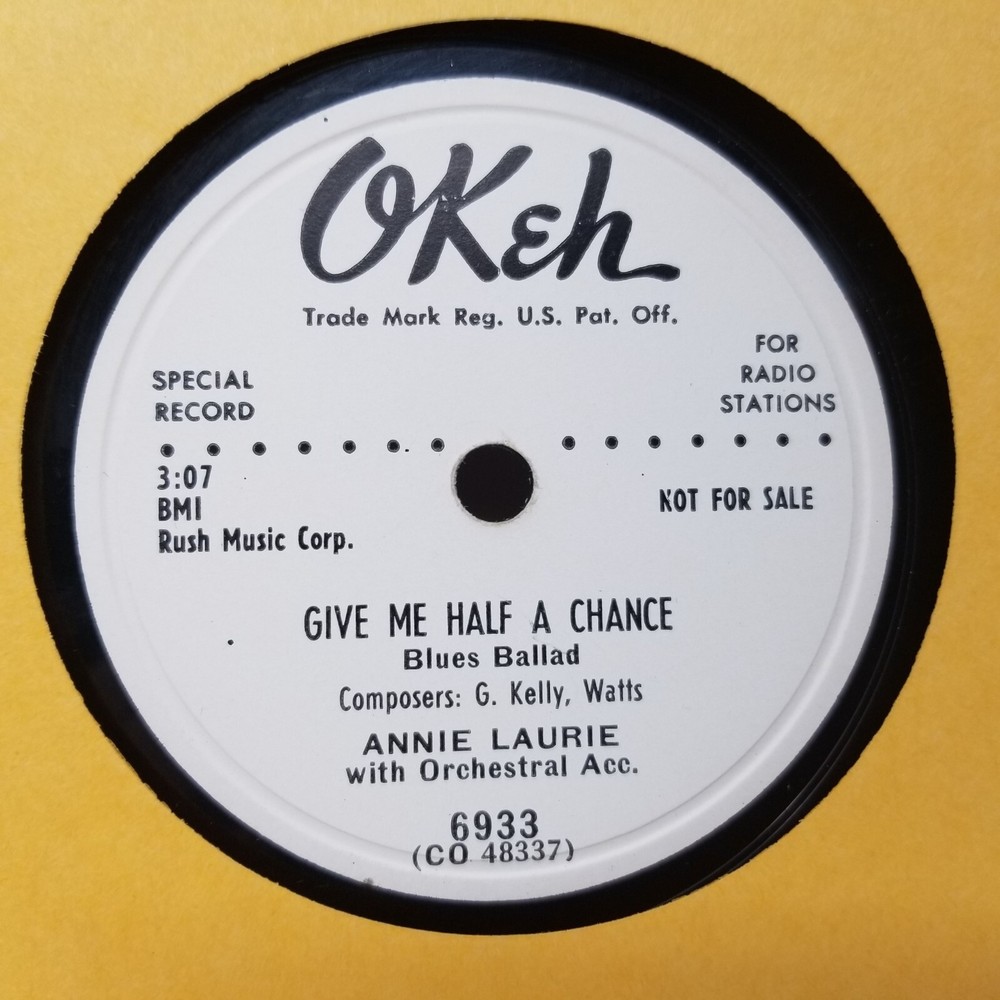 OKeh
Trade Mark Reg. U.S. Pat. Off.
SPECIAL
RECORD
FOR
RADIO
STATIONS
3:07
BMI
Rush Music Corp.
NOT FOR SALE
GIVE ME HALF A CHANCE
Blues Ballad
Composers: G. Kelly, Watts
ANNIE LAURIE
with Orchestral Acc.
6933
(CO 48337)